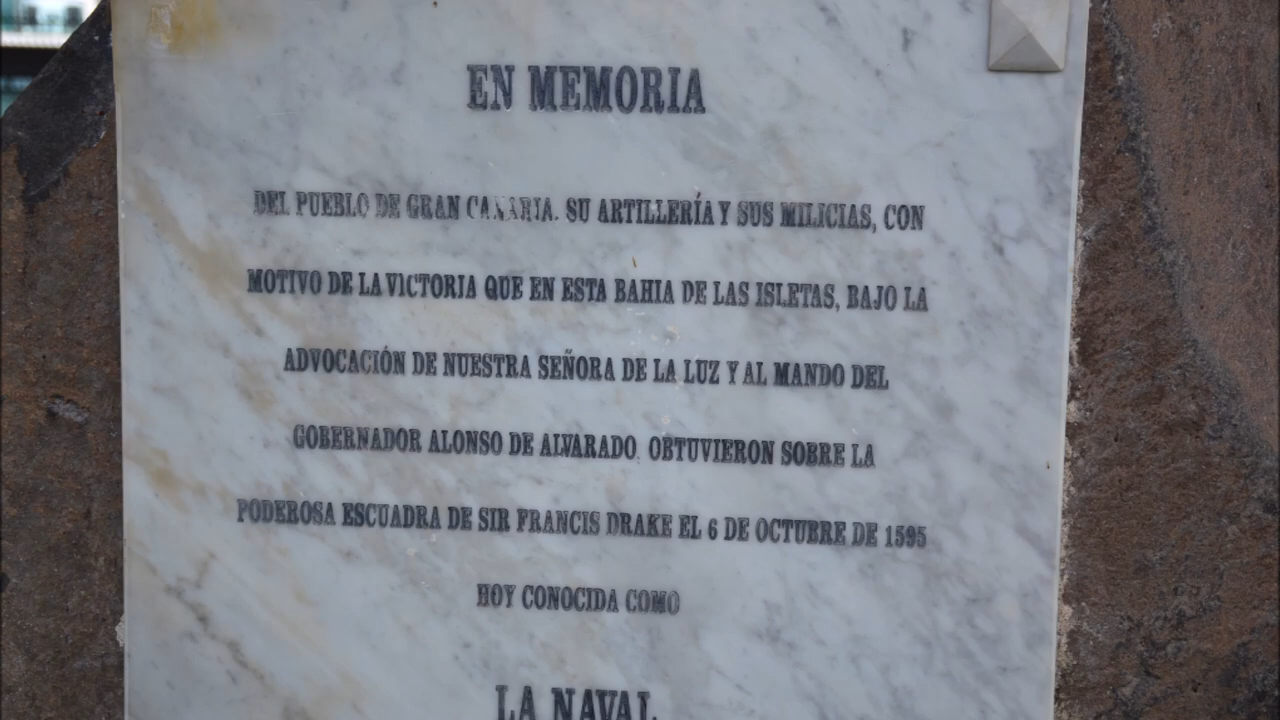 EN MEMORIA
DEL PUEBLO DE GRAN CANARIA. SU ARTILLERÍA Y SUS MILICIAS, CON
MOTIVO DE LA VICTORIA QUE EN ESTA BAHIA DE LAS ISLETAS, BAJO LA
ADVOCACIÓN DE NUESTRA SEÑORA DE LA LUZ Y AL MANDO DEL
GOBERNADOR ALONSO DE ALVARADO OBTUVIERON SOBRE LA
PODEROSA ESCUADRA DE SIR FRANCIS DRAKE EL 6 DE OCTUBRE DE 1595
HOY CONOCIDA COMO
LA NAVAL